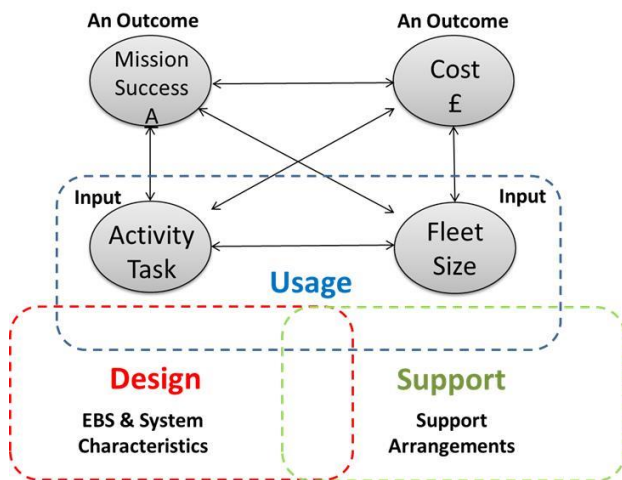 An Outcome
An Outcome
Mission
Success
A
Cost
£
Input
Input
Activity
Task
Fleet
Size
Usage
Design
Support
EBS & System
Characteristics
Support
Arrangements